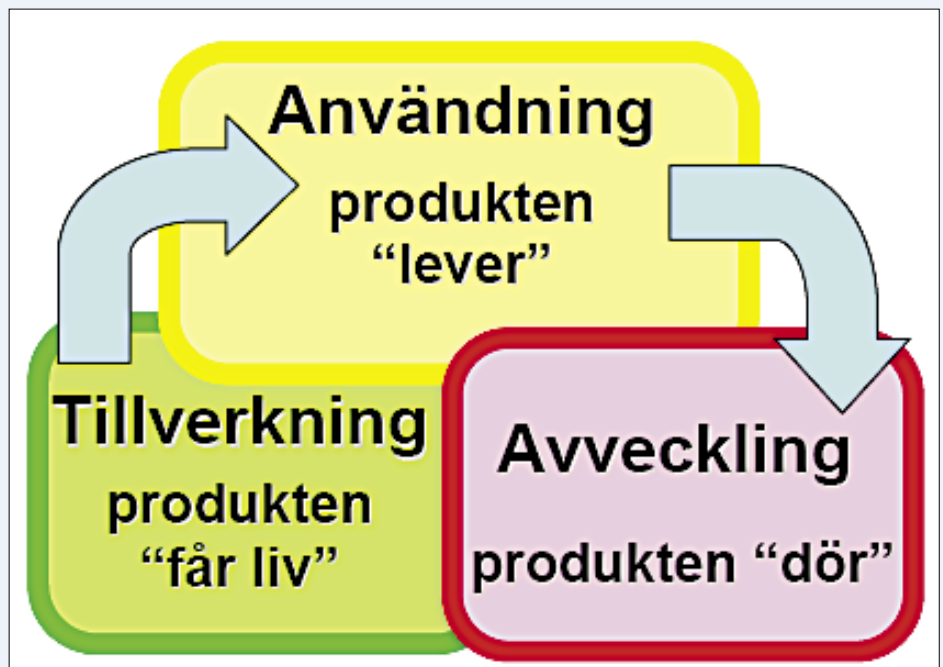 Användning
produkten
“lever”
Tillverkning
produkten
“får liv”
Avveckling
produkten “dör”